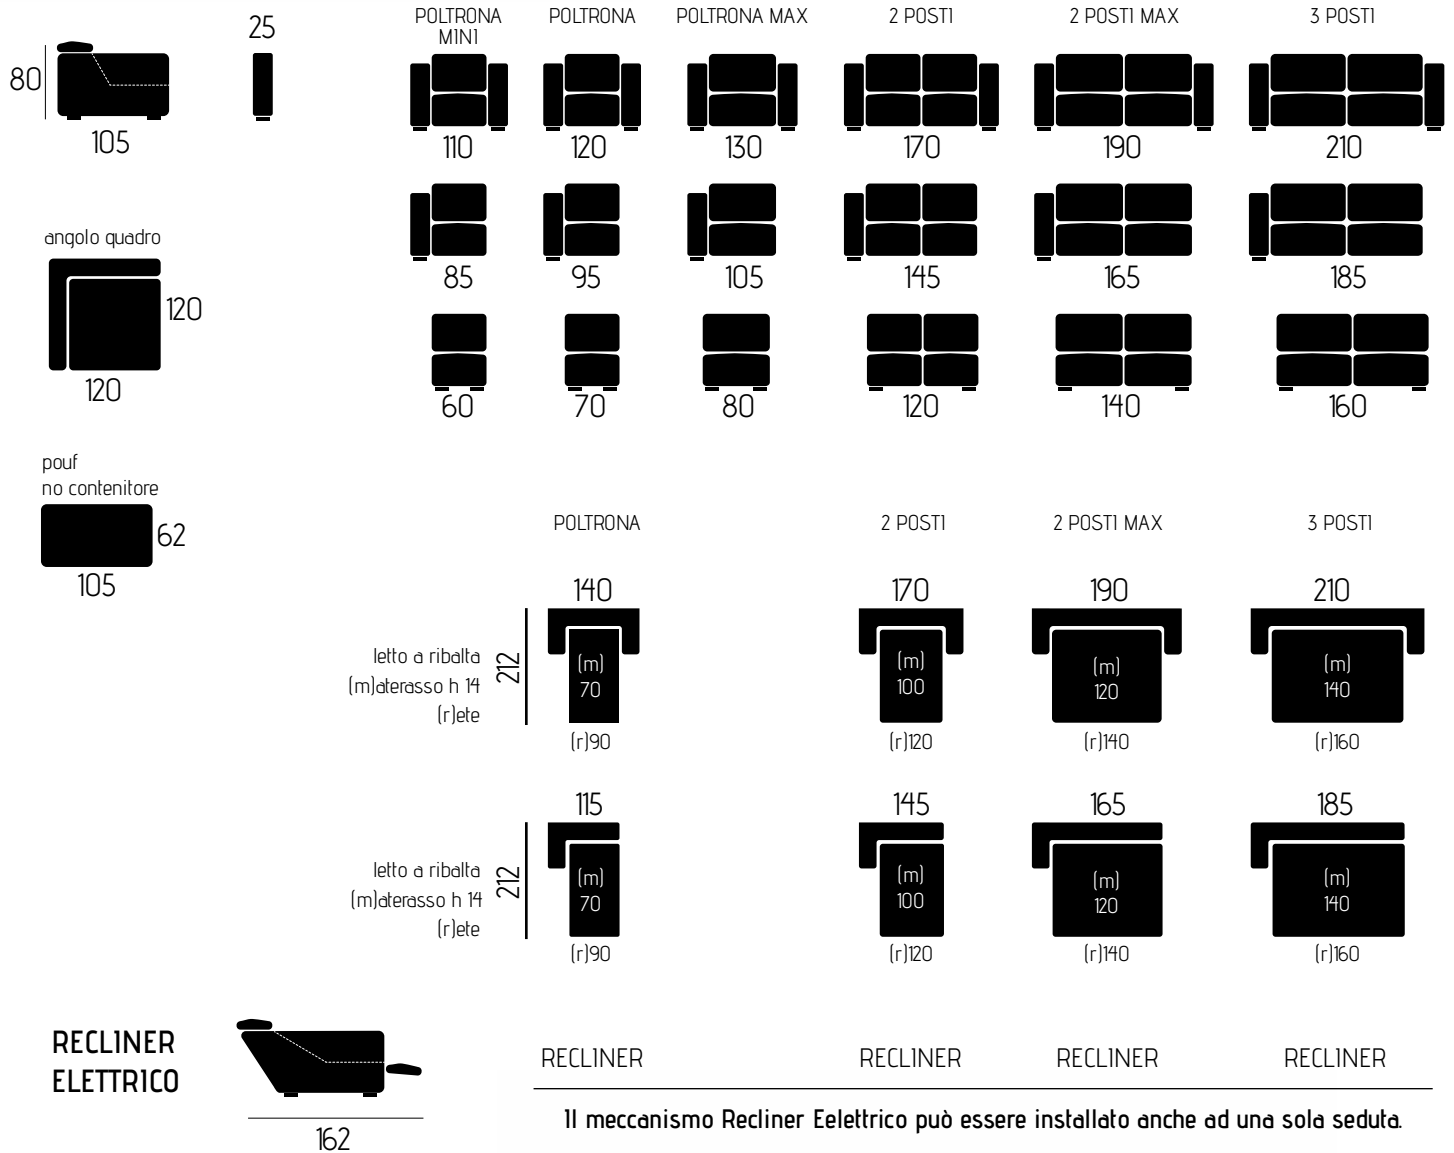 80
105
25
POLTRONA
MINI
POLTRONA
POLTRONA MAX
2 POSTI
2 POSTI MAX
3 POSTI
110
120
130
170
190
210
85
95
105
145
165
185
60
70
80
120
140
160
angolo quadro
120
120
pouf
no contenitore
62
105
POLTRONA
2 POSTI
2 POSTI MAX
3 POSTI
140
170
190
210
letto a ribalta
(m)aterasso h 14
(r)ete
212
(m)
70
(m)
100
(m)
120
(m)
140
(r)90
(r)120
(r)140
(r)160
115
145
165
185
letto a ribalta
(m)aterasso h 14
(r)ete
212
(m)
70
(m)
100
(m)
120
(m)
140
(r)90
(r)120
(r)140
(r)160
RECLINER
ELETTRICO
162
RECLINER
RECLINER
RECLINER
RECLINER
Il meccanismo Recliner Eelettrico può essere installato anche ad una sola seduta.